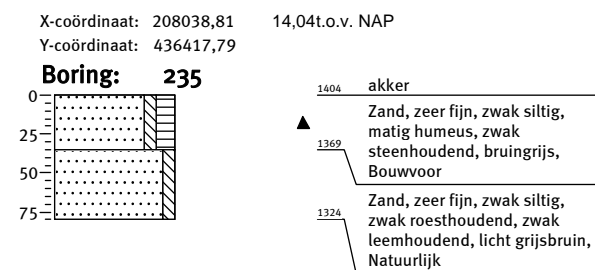 X-coördinaat: 208038,81 14,04t.o.v. NAP
Y-coördinaat: 436417,79
Boring: 235
0
25
50
75
1404 akker
Zand, zeer fijn, zwak siltig,
matig humeus, zwak
1369 steenhoudend, bruingrijs,
Bouwvoor
Zand, zeer fijn, zwak siltig,
1324 zwak roesthoudend, zwak
leemhoudend, licht grijsbruin,
Natuurlijk